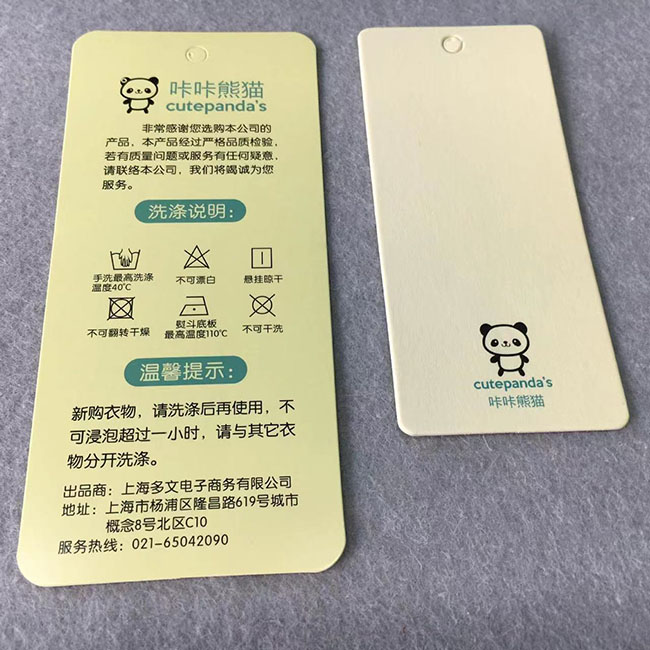 咔咔熊猫
cutepanda's
非常感谢您选购本公司的
产品，本产品经过严格品质检验，
若有质量问题或服务有任何疑意，
请联络本公司，我们将竭诚为您
服务。
洗涤说明：
手洗最高洗涤
温度40℃
不可漂白
悬挂晾干
不可翻转干燥
熨斗底板
最高温度110℃
不可干洗
温馨提示：
新购衣物，请洗涤后再使用，不
可浸泡超过一小时，请与其它衣
物分开洗涤。
出品商：上海多文电子商务有限公司
地址：上海市杨浦区隆昌路619号城市
概念8号北区C10
服务热线：021-65042090
cutepanda's
咔咔熊猫